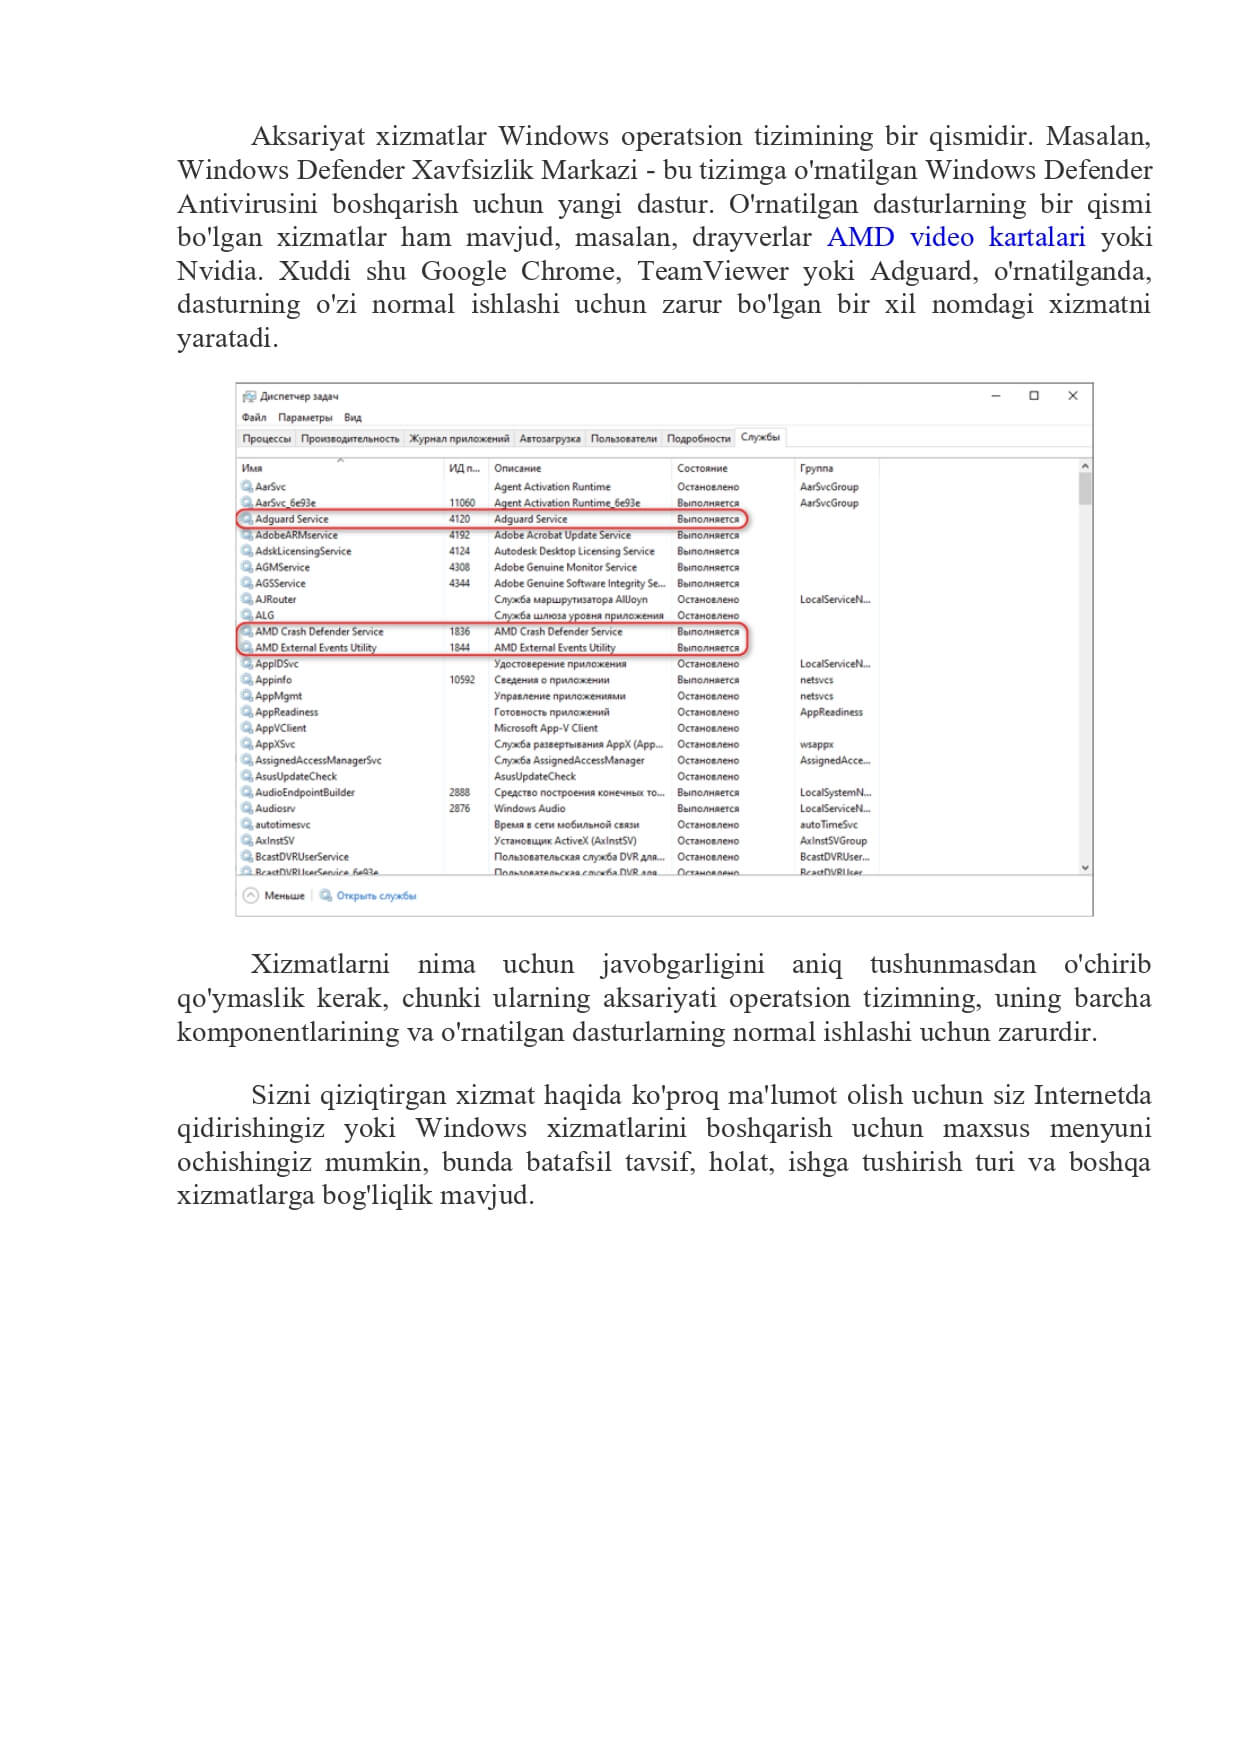 Aksariyat xizmatlar Windows operatsion tizimining bir qismidir. Masalan,
Windows Defender Xavfsizlik Markazi - bu tizimga o'rnatilgan Windows Defender
Antivirusini boshqarish uchun yangi dastur. O'rnatilgan dasturlarning bir qismi
bo'lgan xizmatlar ham mavjud, masalan, drayverlar AMD video kartalari yoki
Nvidia. Xuddi shu Google Chrome, TeamViewer yoki Adguard, o'rnatilganda,
dasturning o'zi normal ishlashi uchun zarur bo'lgan bir xil nomdagi xizmatni
yaratadi.
Диспетчер задач
Файл Параметры Вид
Процессы Производительность Журнал приложений Автозагрузка Пользователи Подробности Службы
Имя ИД п... Описание Состояние Группа
AarSvc Agent Activation Runtime Остановлено AarSvcGroup
AarSvc_6e93e 11060 Agent Activation Runtime_6e93e Выполняется AarSvcGroup
Adguard Service 4120 Adguard Service Выполняется
AdobeARMservice 4192 Adobe Acrobat Update Service Выполняется
AdskLicensingService 4124 Autodesk Desktop Licensing Service Выполняется
AGMService 4308 Adobe Genuine Monitor Service Выполняется
AGSService 4344 Adobe Genuine Software Integrity Se... Выполняется
AJRouter Служба маршрутизатора AllJoyn Остановлено LocalServiceN...
ALG Служба шлюза уровня приложения Остановлено
AMD Crash Defender Service 1836 AMD Crash Defender Service Выполняется
AMD External Events Utility 1844 AMD External Events Utility Выполняется
AppIDSvc Удостоверение приложения Остановлено LocalServiceN...
Appinfo 10592 Сведения о приложении Выполняется netsvcs
AppMgmt Управление приложениями Остановлено netsvcs
AppReadiness Готовность приложений Остановлено AppReadiness
AppVClient Microsoft App-V Client Остановлено
AppXSvc Служба развертывания AppX (App... Остановлено wsappx
AssignedAccessManagerSvc Служба AssignedAccessManager Остановлено AssignedAcce...
AsusUpdateCheck AsusUpdateCheck Остановлено
AudioEndpointBuilder 2888 Средство построения конечных то... Выполняется LocalSystemN...
Audiosrv 2876 Windows Audio Выполняется LocalServiceN...
autotimesvc Время в сети мобильной связи Остановлено autoTimeSvc
AxInstSV Установщик ActiveX (AxInstSV) Остановлено AxInstSVGroup
BcastDVRUserService Пользовательская служба DVR для... Остановлено BcastDVRUser...
BcastDVRUserService_6e93e Пользовательская служба DVR для Остановлено BcastDVRUser
Меньше Открыть службы
Xizmatlarni nima uchun javobgarligini aniq tushunmasdan o'chirib
qo'ymaslik kerak, chunki ularning aksariyati operatsion tizimning, uning barcha
komponentlarining va o'rnatilgan dasturlarning normal ishlashi uchun zarurdir.
Sizni qiziqtirgan xizmat haqida ko'proq ma'lumot olish uchun siz Internetda
qidirishingiz yoki Windows xizmatlarini boshqarish uchun maxsus menyuni
ochishingiz mumkin, bunda batafsil tavsif, holat, ishga tushirish turi va boshqa
xizmatlarga bog'liqlik mavjud.